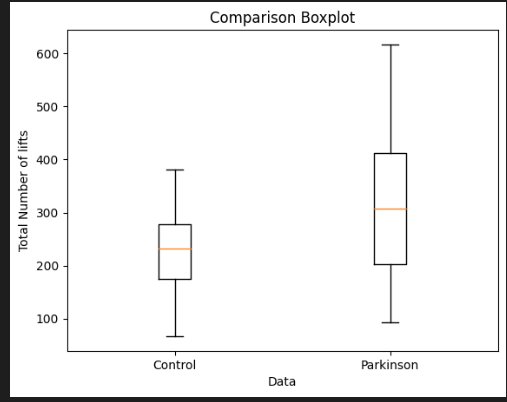 Comparison Boxplot
Total Number of lifts
600
500
400
300
200
100
Control Parkinson
Data